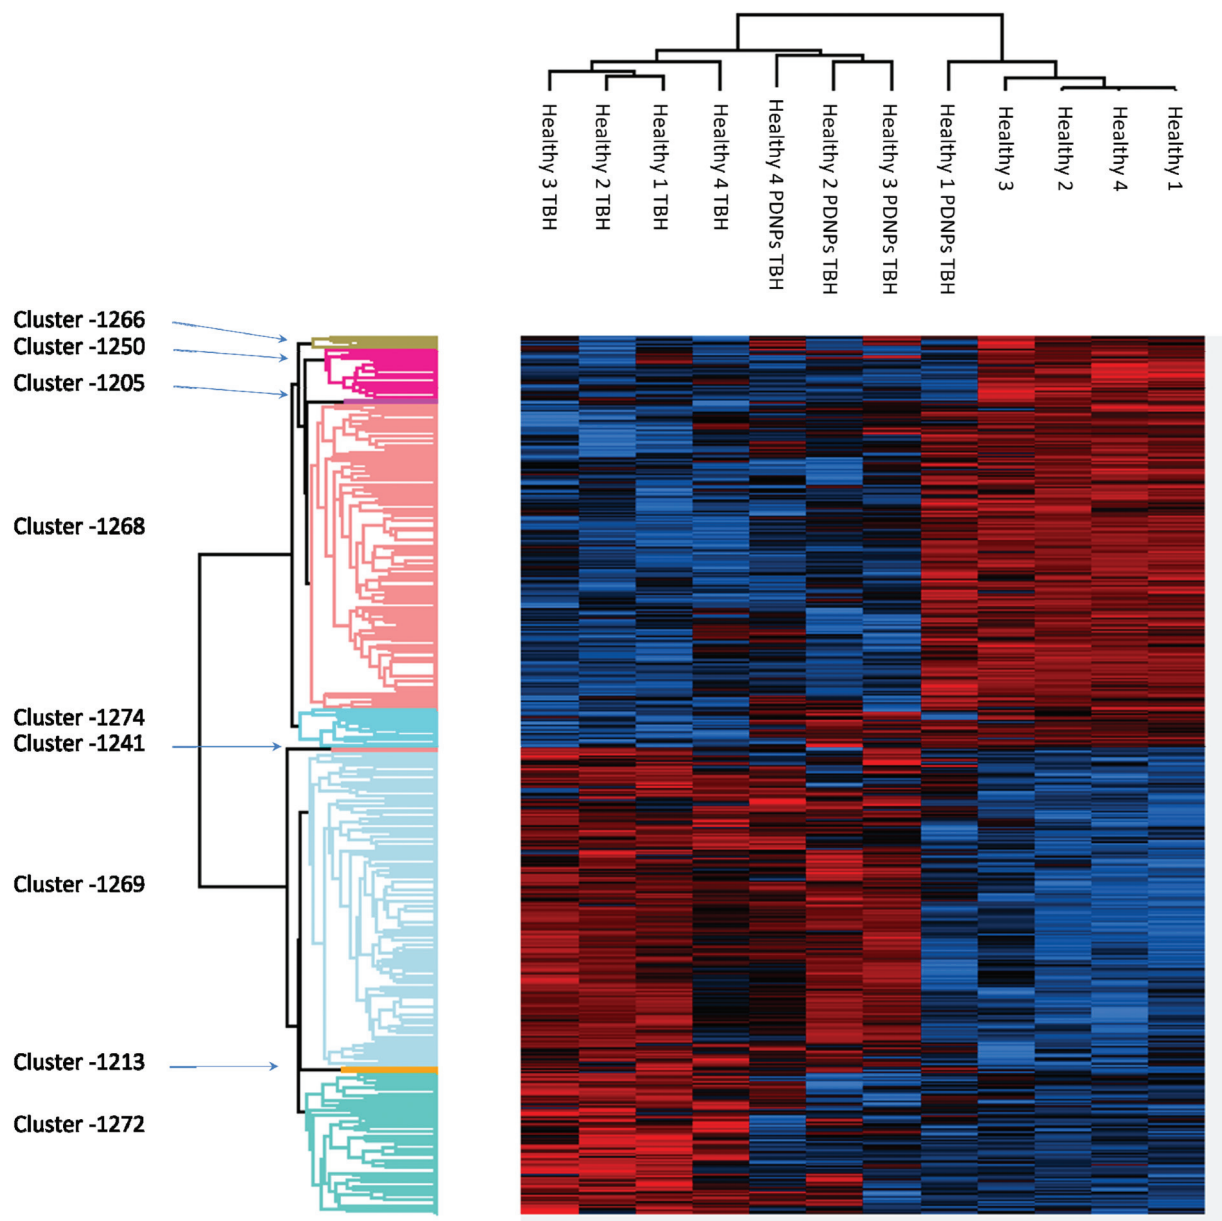 Healthy 3 TBH
Healthy 2 TBH
Healthy 1 TBH
Healthy 4 TBH
Healthy 4 PDNPs TBH
Healthy 2 PDNPs TBH
Healthy 3 PDNPs TBH
Healthy 1 PDNPs TBH
Healthy 3
Healthy 2
Healthy 4
Healthy 1
Cluster -1266
Cluster -1250
Cluster -1205
Cluster -1268
Cluster -1274
Cluster -1241
Cluster -1269
Cluster -1213
Cluster -1272